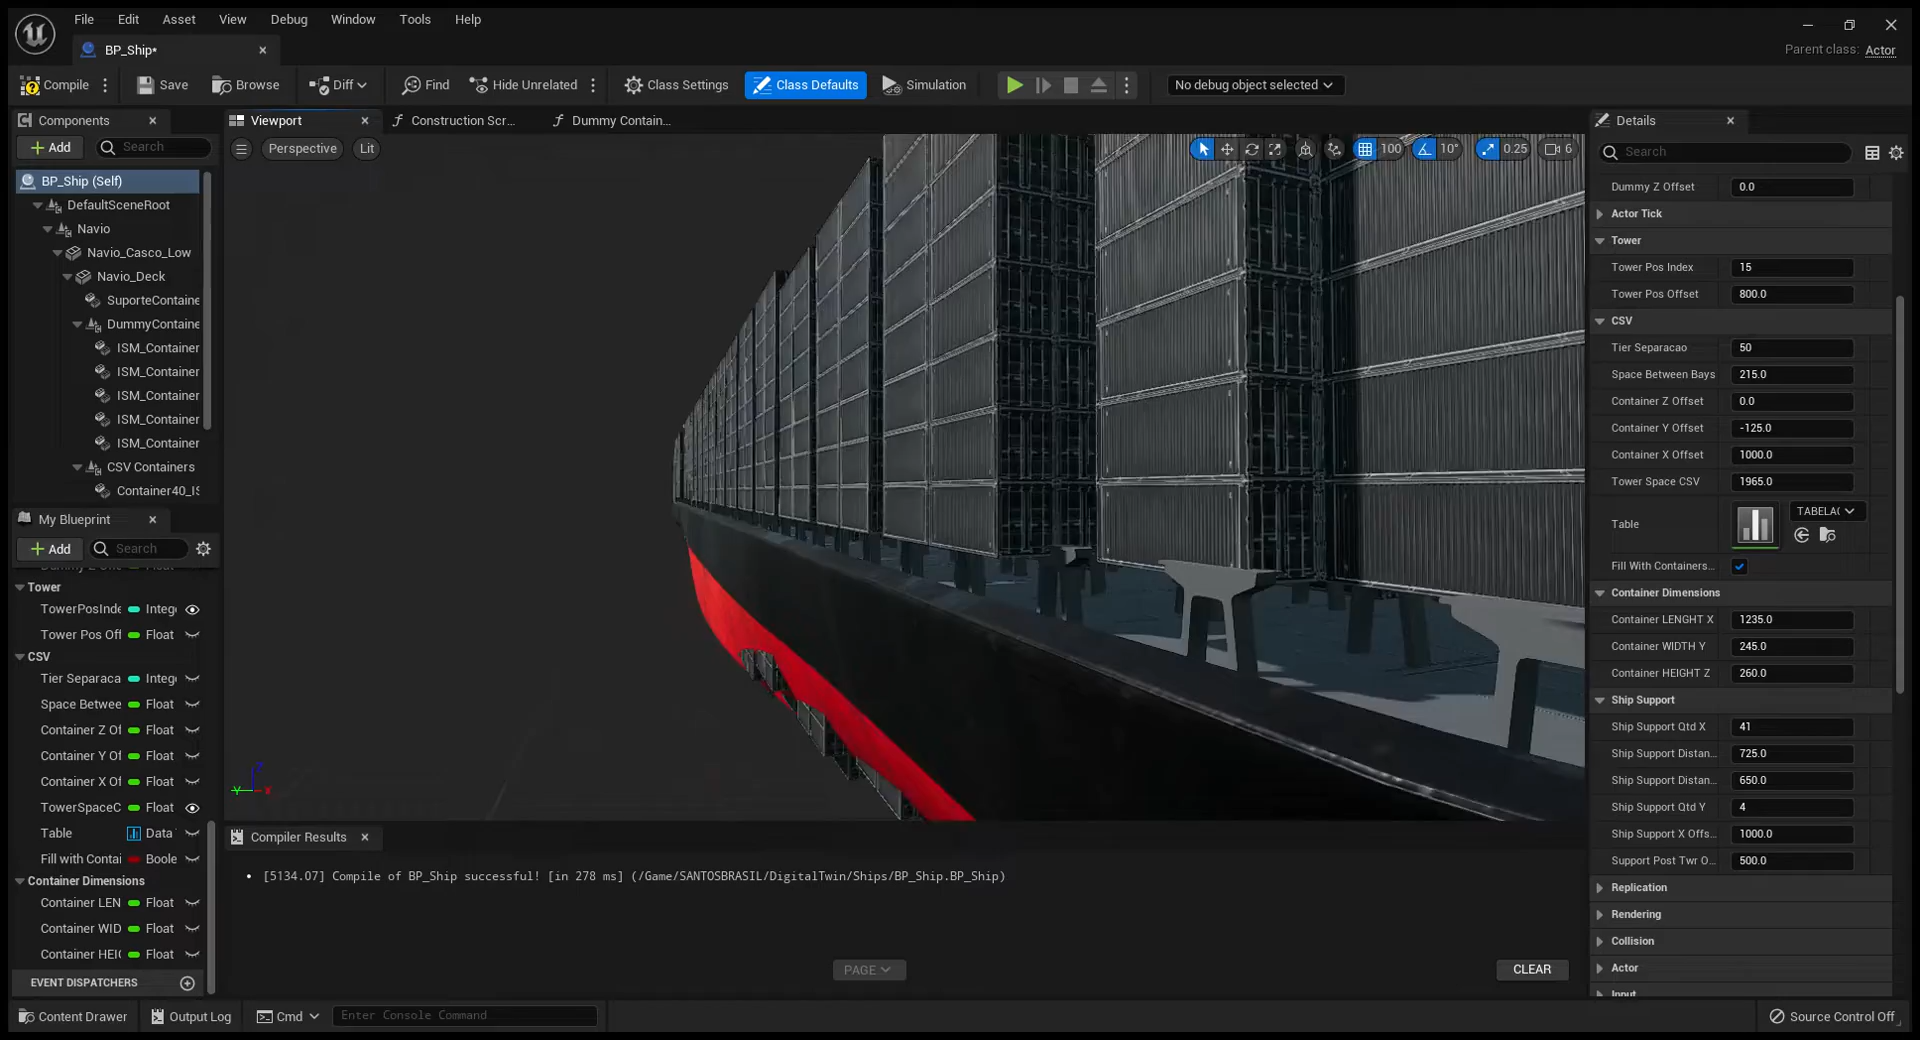 File Edit Asset View Debug Window Tools Help
BP_Ship*
Parent class: Actor
Compile Save Browse Diff Find Hide Unrelated Class Settings Class Defaults Simulation No debug object selected
Components
Add Search
BP_Ship (Self)
DefaultSceneRoot
Navio
Navio_Casco_Low
Navio_Deck
SuporteContaine
DummyContaine
ISM_Container
ISM_Container
ISM_Container
ISM_Container
ISM_Container
CSV Containers
Container40_IS
My Blueprint
Add Search
Tower
TowerPosInde Intege
Tower Pos Off Float
CSV
Tier Separaca Intege
Space Betwee Float
Container Z Of Float
Container Y Of Float
Container X Of Float
TowerSpaceC Float
Table Data
Fill with Contai Boole
Container Dimensions
Container LEN Float
Container WID Float
Container HEI Float
EVENT DISPATCHERS
Viewport Construction Scr... Dummy Contain...
Perspective Lit
100 10° 0.25 6
Compiler Results
• [5134.07] Compile of BP_Ship successful! [in 278 ms] (/Game/SANTOSBRASIL/DigitalTwin/Ships/BP_Ship.BP_Ship)
PAGE CLEAR
Details
Search
Dummy Z Offset 0.0
Actor Tick
Tower
Tower Pos Index 15
Tower Pos Offset 800.0
CSV
Tier Separacao 50
Space Between Bays 215.0
Container Z Offset 0.0
Container Y Offset -125.0
Container X Offset 1000.0
Tower Space CSV 1965.0
Table TABELA
Fill With Containers...
Container Dimensions
Container LENGHT X 1235.0
Container WIDTH Y 245.0
Container HEIGHT Z 260.0
Ship Support
Ship Support Qtd X 41
Ship Support Distan... 725.0
Ship Support Distan... 650.0
Ship Support Qtd Y 4
Ship Support X Offs... 1000.0
Support Post Twr O... 500.0
Replication
Rendering
Collision
Actor
Input
Content Drawer Output Log Cmd Enter Console Command Source Control Off